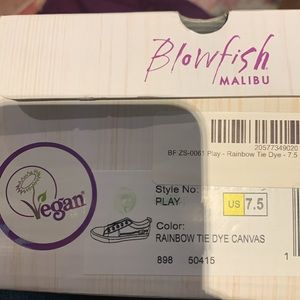 Blowfish
MALIBU
20577349020
BF ZS-0061 Play - Rainbow Tie Dye - 7.5
Vegan
Style No:
PLAY
US 7.5
Color:
RAINBOW TIE DYE CANVAS
898 50415 1